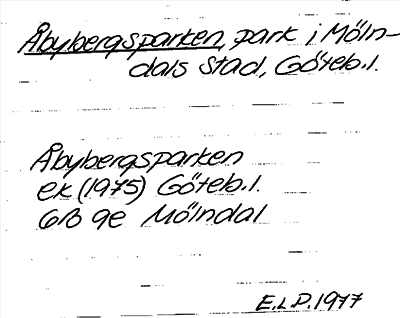 Åbybergsparken, park i Möln-
dals stad, Göteb.l.
Åbybergsparken
ek (1975) Göteb.l.
6B 9e Mölndal
E.L.P. 1977